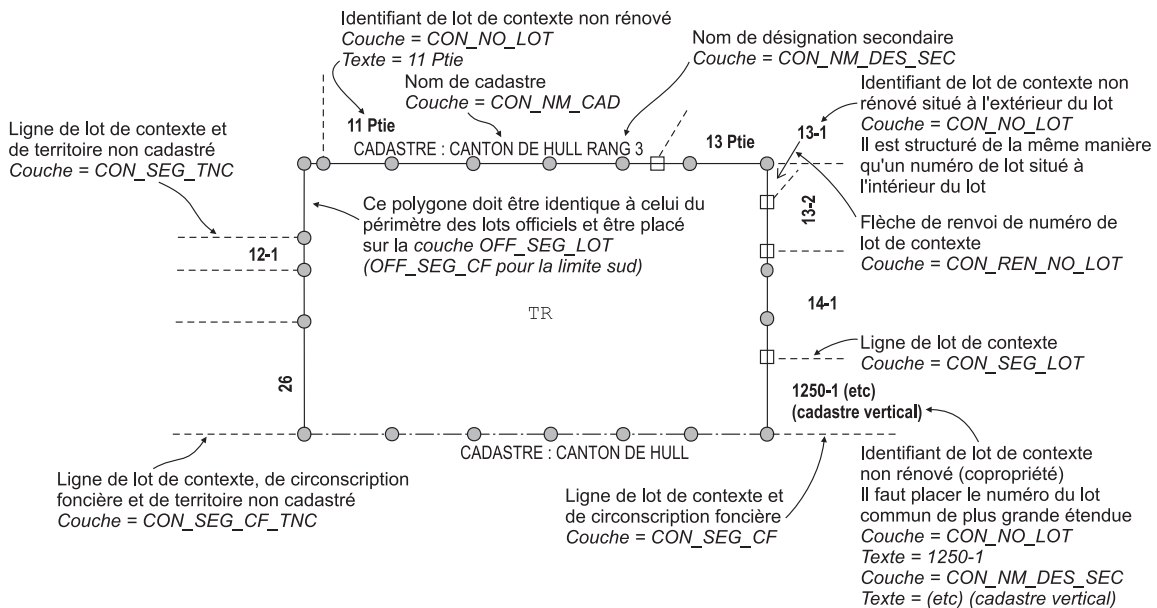 Identifiant de lot de contexte non rénové
Couche = CON_NO_LOT
Texte = 11 Ptie
Nom de cadastre
Couche = CON_NM_CAD
Nom de désignation secondaire
Couche = CON_NM_DES_SEC
Identifiant de lot de contexte non
rénové situé à l'extérieur du lot
Couche = CON_NO_LOT
Il est structuré de la même manière
qu'un numéro de lot situé à
l'intérieur du lot
Ligne de lot de contexte et
de territoire non cadastré
Couche = CON_SEG_TNC
11 Ptie
CADASTRE : CANTON DE HULL RANG 3
13 Ptie
13-1
13-2
Ce polygone doit être identique à celui du
périmètre des lots officiels et être placé
sur la couche OFF_SEG_LOT
(OFF_SEG_CF pour la limite sud)
Flèche de renvoi de numéro de
lot de contexte
Couche = CON_REN_NO_LOT
12-1
TR
14-1
Ligne de lot de contexte
Couche = CON_SEG_LOT
26
1250-1 (etc)
(cadastre vertical)
CADASTRE : CANTON DE HULL
Ligne de lot de contexte, de circonscription
foncière et de territoire non cadastré
Couche = CON_SEG_CF_TNC
Ligne de lot de contexte et
de circonscription foncière
Couche = CON_SEG_CF
Identifiant de lot de contexte
non rénové (copropriété)
Il faut placer le numéro du lot
commun de plus grande étendue
Couche = CON_NO_LOT
Texte = 1250-1
Couche = CON_NM_DES_SEC
Texte = (etc) (cadastre vertical)